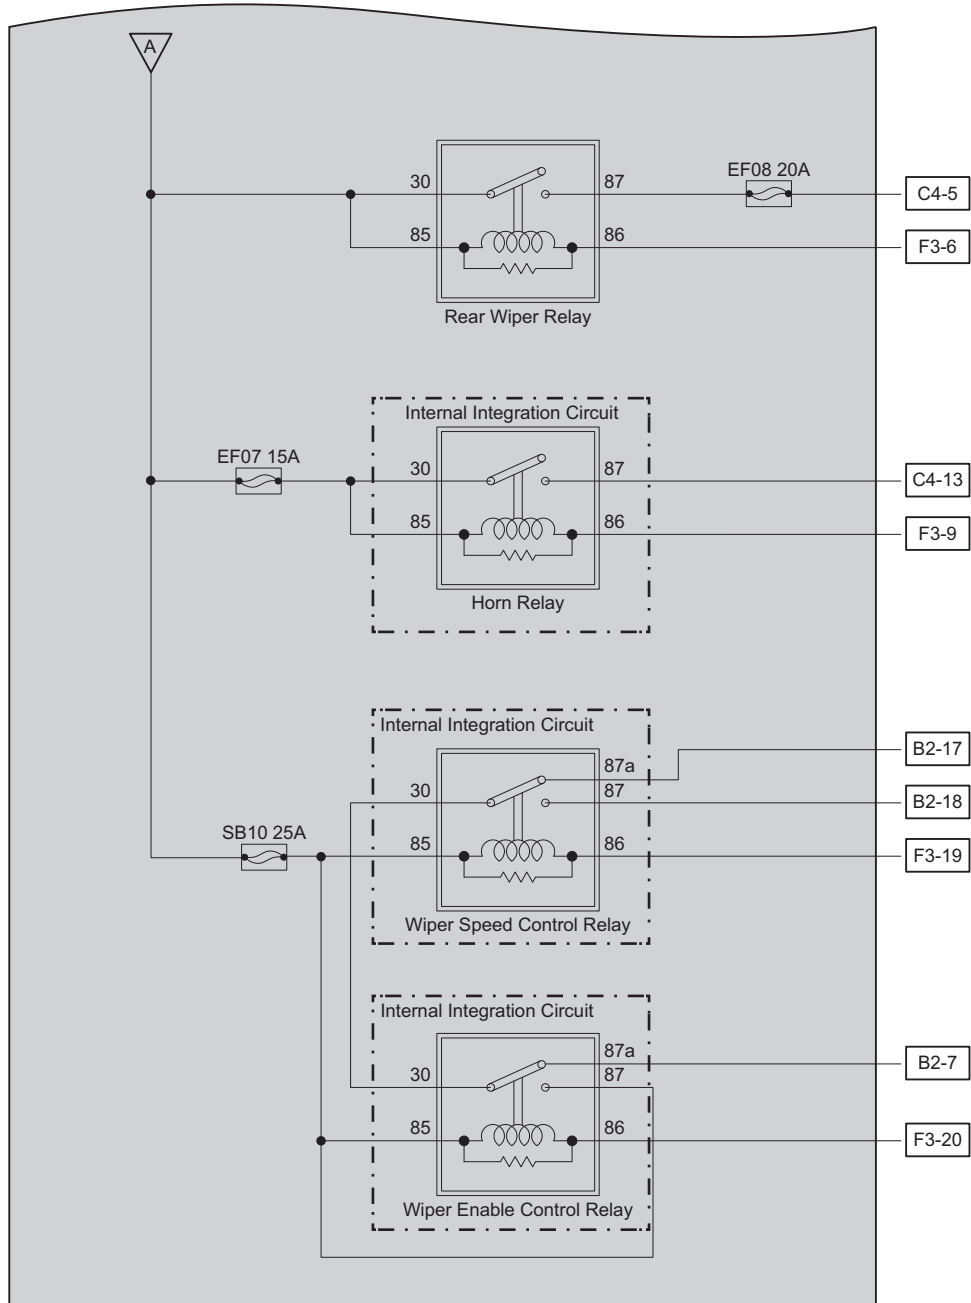 A
EF08 20A
30
87
C4-5
85
86
F3-6
Rear Wiper Relay
Internal Integration Circuit
EF07 15A
30
87
C4-13
85
86
F3-9
Horn Relay
Internal Integration Circuit
B2-17
87a
30
87
B2-18
SB10 25A
85
86
F3-19
Wiper Speed Control Relay
Internal Integration Circuit
87a
B2-7
30
87
85
86
F3-20
Wiper Enable Control Relay